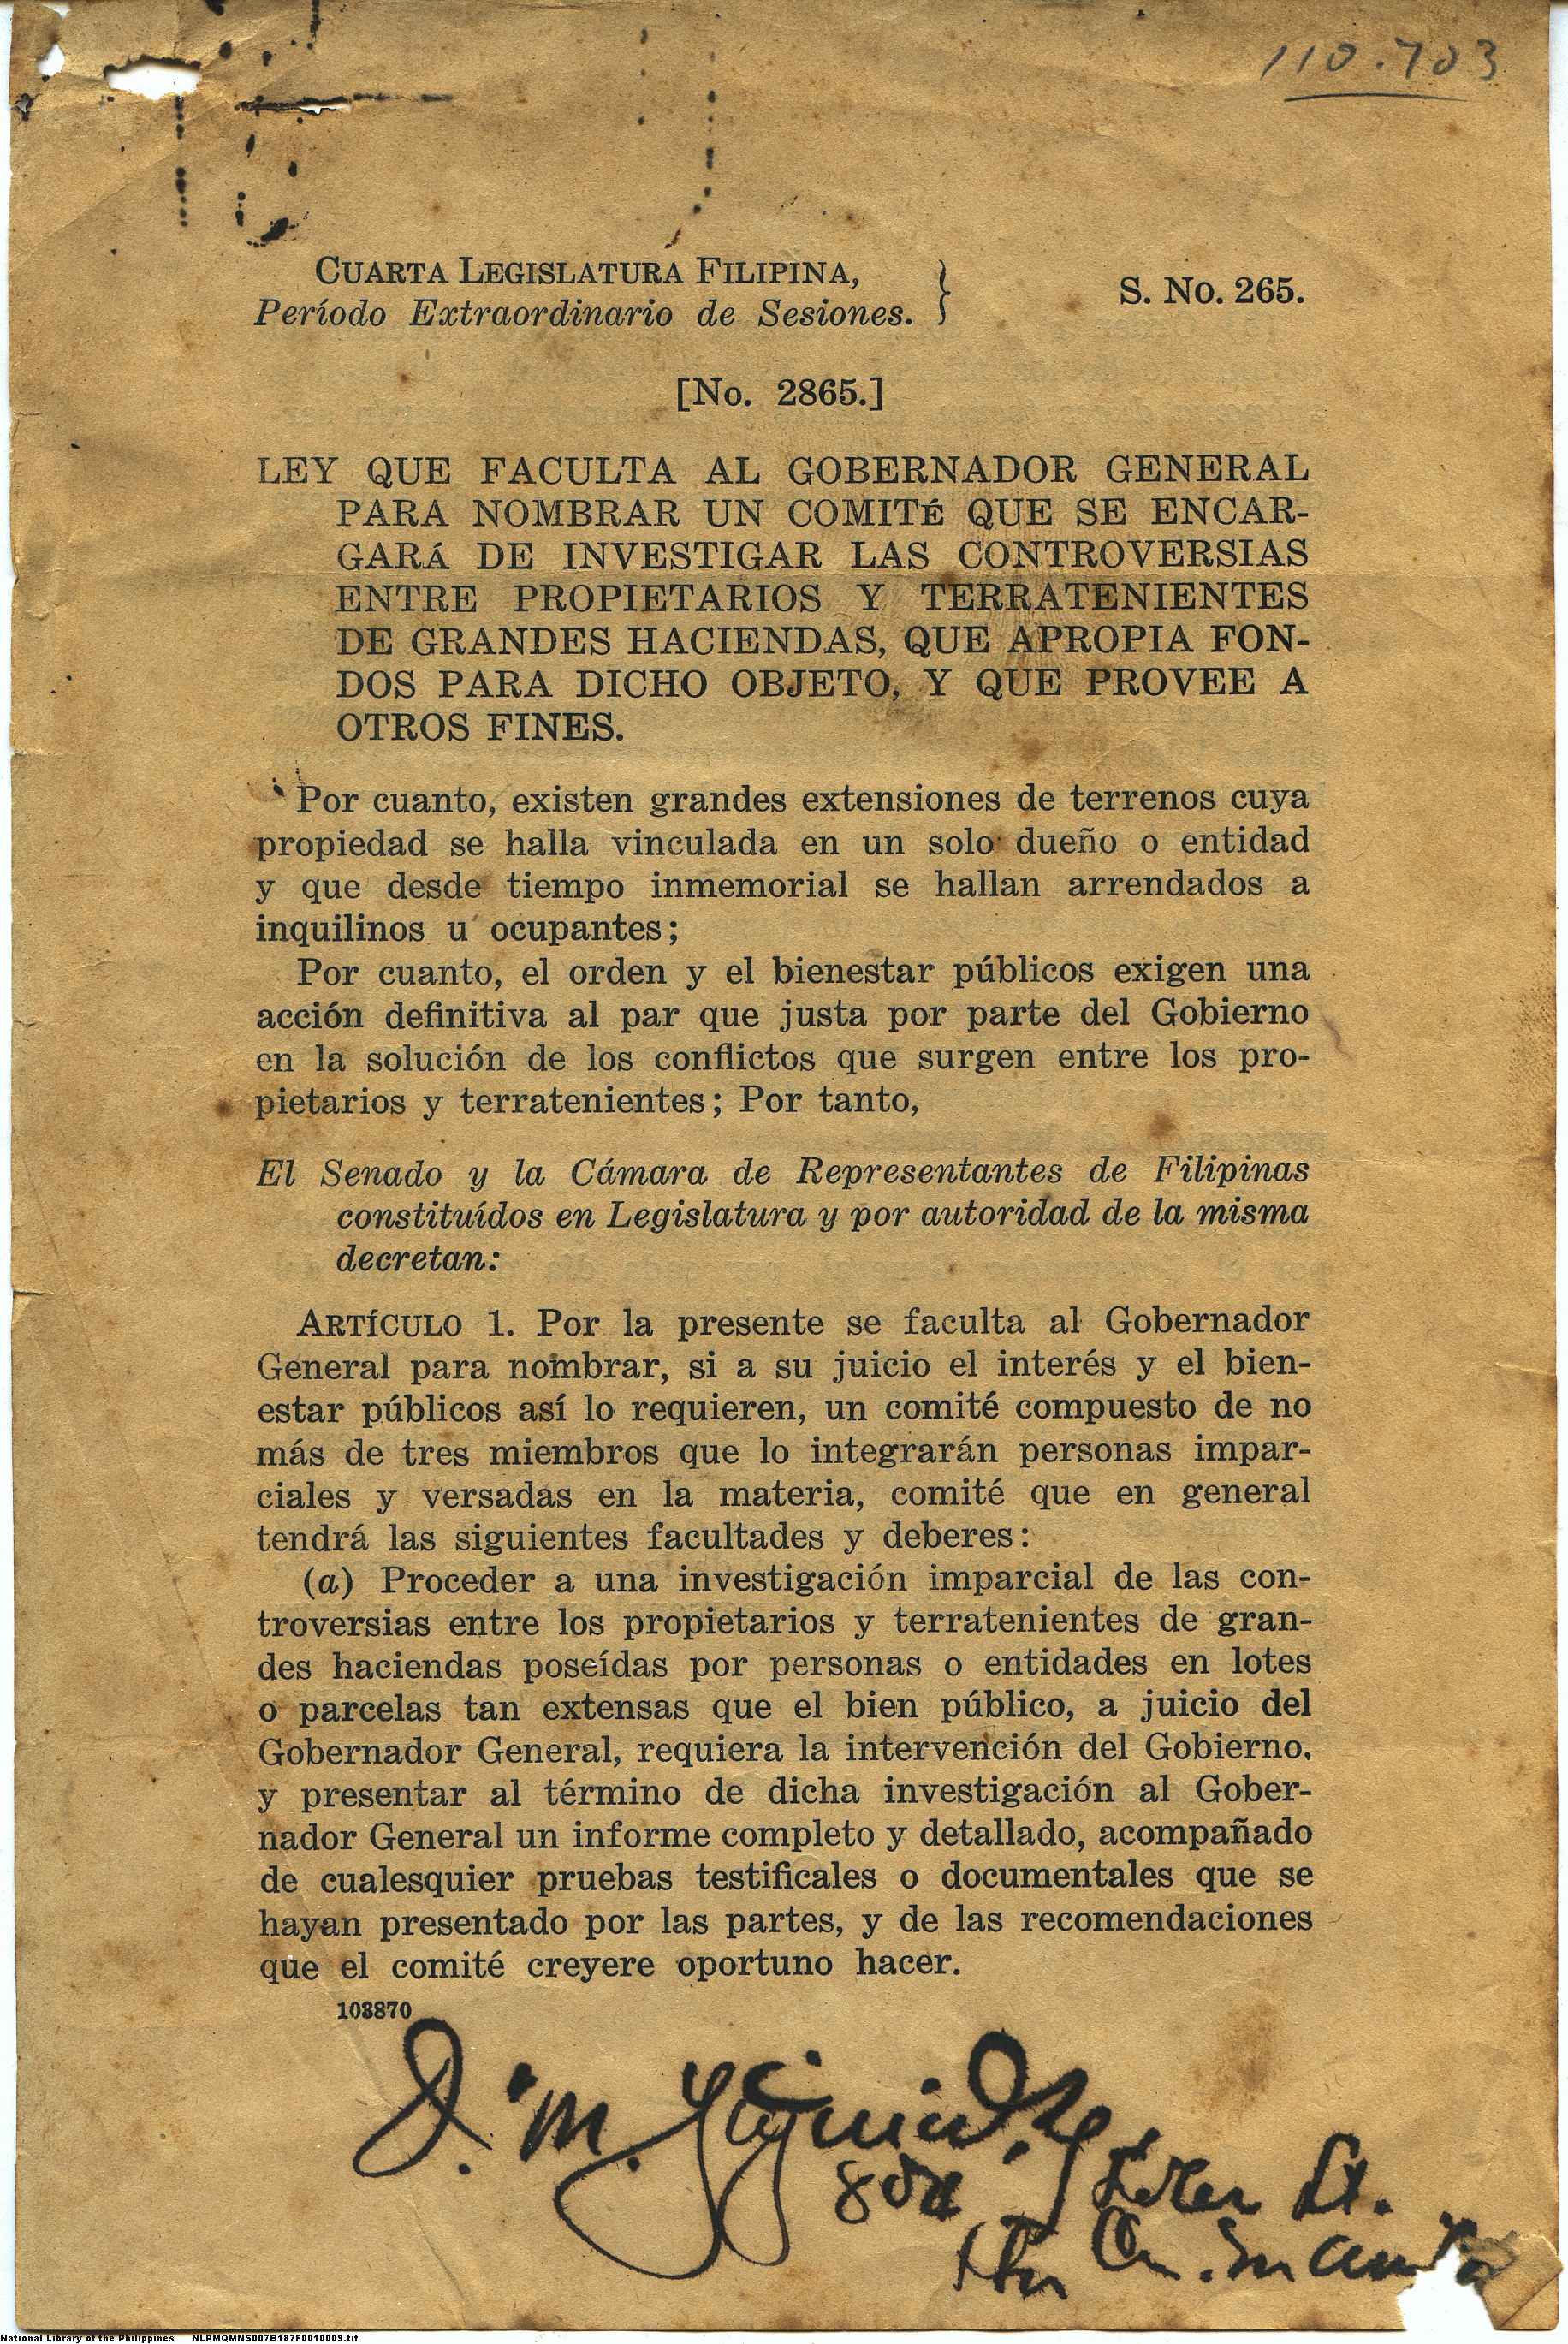 110.703
CUARTA LEGISLATURA FILIPINA,
Período Extraordinario de Sesiones.
S. No. 265.
[No. 2865.]
LEY QUE FACULTA AL GOBERNADOR GENERAL
PARA NOMBRAR UN COMITÉ QUE SE ENCAR-
GARÁ DE INVESTIGAR LAS CONTROVERSIAS
ENTRE PROPIETARIOS Y TERRATENIENTES
DE GRANDES HACIENDAS, QUE APROPIA FON-
DOS PARA DICHO OBJETO, Y QUE PROVEE A
OTROS FINES.
Por cuanto, existen grandes extensiones de terrenos cuya
propiedad se halla vinculada en un solo dueño o entidad
y que desde tiempo inmemorial se hallan arrendados a
inquilinos u ocupantes;
Por cuanto, el orden y el bienestar públicos exigen una
acción definitiva al par que justa por parte del Gobierno
en la solución de los conflictos que surgen entre los pro-
pietarios y terratenientes; Por tanto,
El Senado y la Cámara de Representantes de Filipinas
constituídos en Legislatura y por autoridad de la misma
decretan:
ARTÍCULO 1. Por la presente se faculta al Gobernador
General para nombrar, si a su juicio el interés y el bien-
estar públicos así lo requieren, un comité compuesto de no
más de tres miembros que lo integrarán personas impar-
ciales y versadas en la materia, comité que en general
tendrá las siguientes facultades y deberes:
(a) Proceder a una investigación imparcial de las con-
troversias entre los propietarios y terratenientes de gran-
des haciendas poseídas por personas o entidades en lotes
o parcelas tan extensas que el bien público, a juicio del
Gobernador General, requiera la intervención del Gobierno,
y presentar al término de dicha investigación al Gober-
nador General un informe completo y detallado, acompañado
de cualesquier pruebas testificales o documentales que se
hayan presentado por las partes, y de las recomendaciones
que el comité creyere oportuno hacer.
103870
St.
National Library of the Philippines NLPMQMNS007B187F0010009.tif